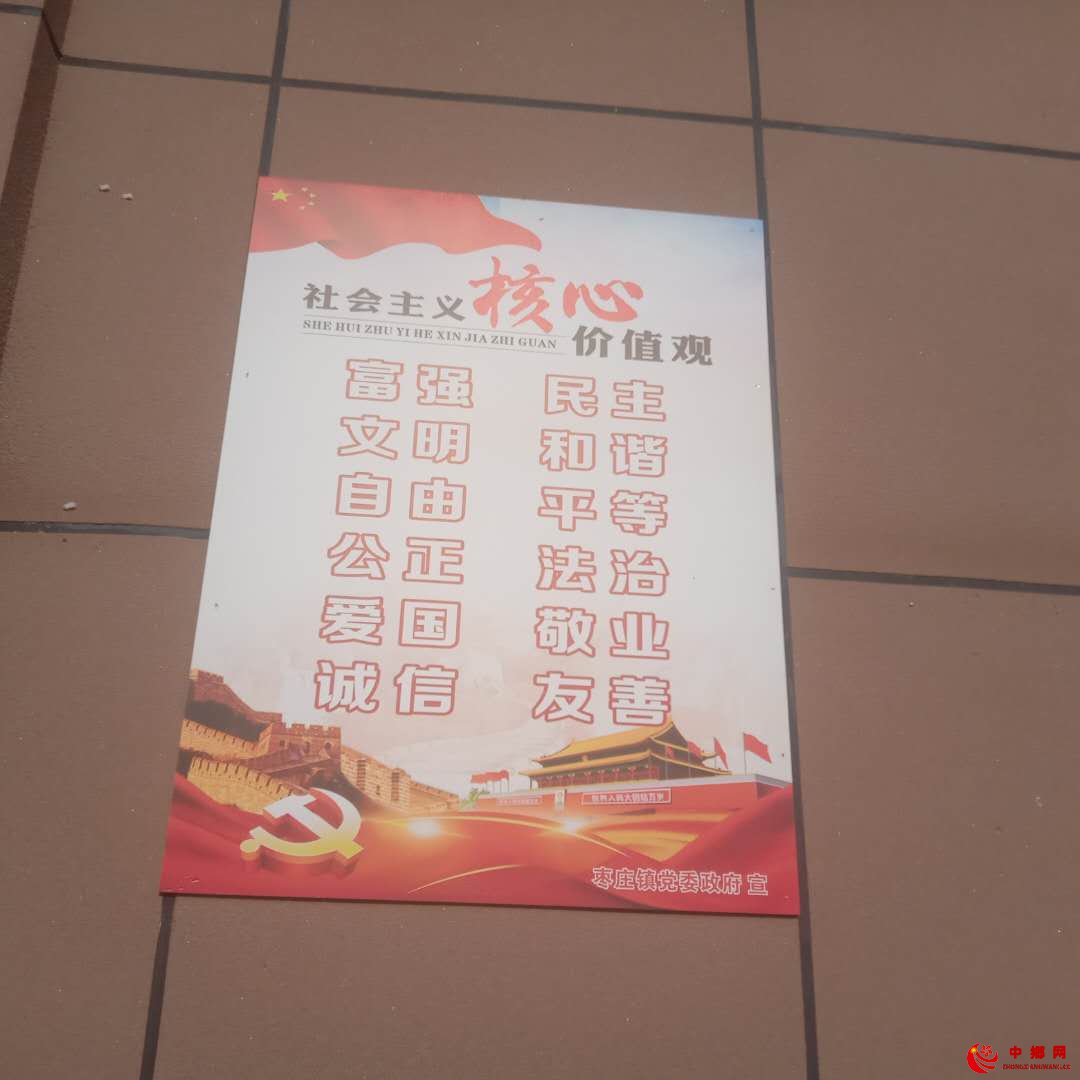 社会主义核心
SHE HUI ZHU YI HE XIN JIA ZHI GUAN
价值观
富强 民主
文明 和谐
自由 平等
公正 法治
爱国 敬业
诚信 友善
枣庄镇党委政府 宣
中乡网